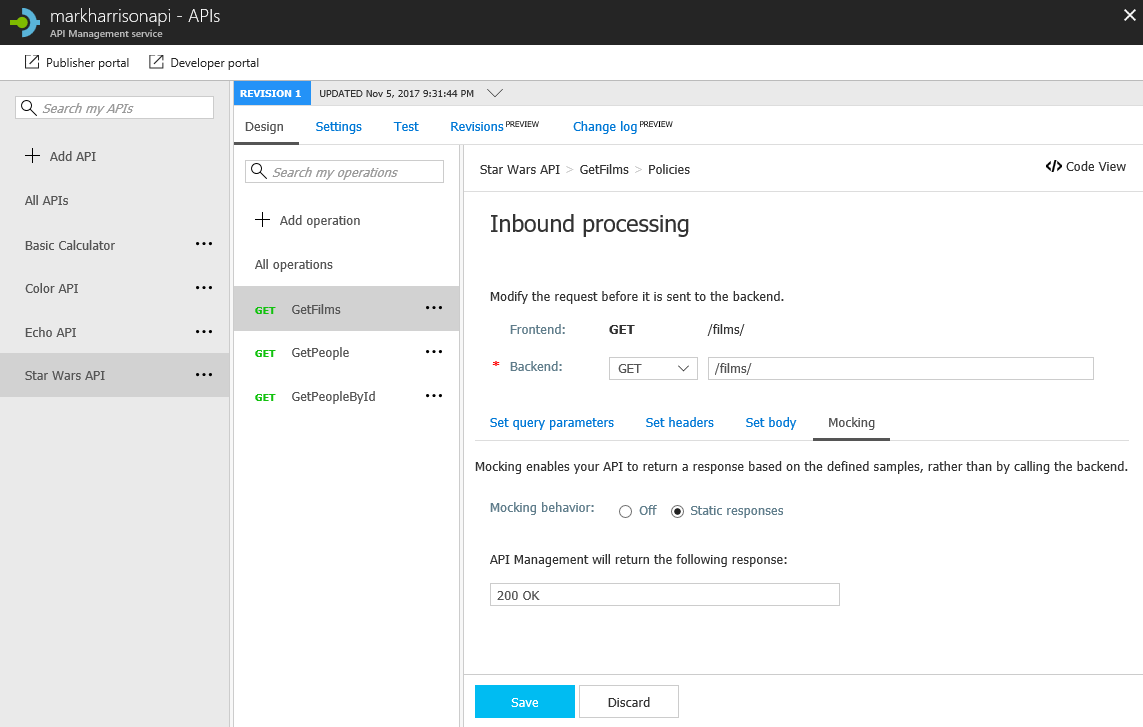 markharrisonapi - APIs
API Management service
Publisher portal
Developer portal
Search my APIs
Add API
All APIs
Basic Calculator
Color API
Echo API
Star Wars API
REVISION 1 UPDATED Nov 5, 2017 9:31:44 PM
Design Settings Test Revisions PREVIEW Change log PREVIEW
Search my operations
Add operation
All operations
GET GetFilms
GET GetPeople
GET GetPeopleById
Star Wars API > GetFilms > Policies
</> Code View
Inbound processing
Modify the request before it is sent to the backend.
Frontend: GET /films/
* Backend: GET /films/
Set query parameters Set headers Set body Mocking
Mocking enables your API to return a response based on the defined samples, rather than by calling the backend.
Mocking behavior: Off Static responses
API Management will return the following response:
200 OK
Save Discard